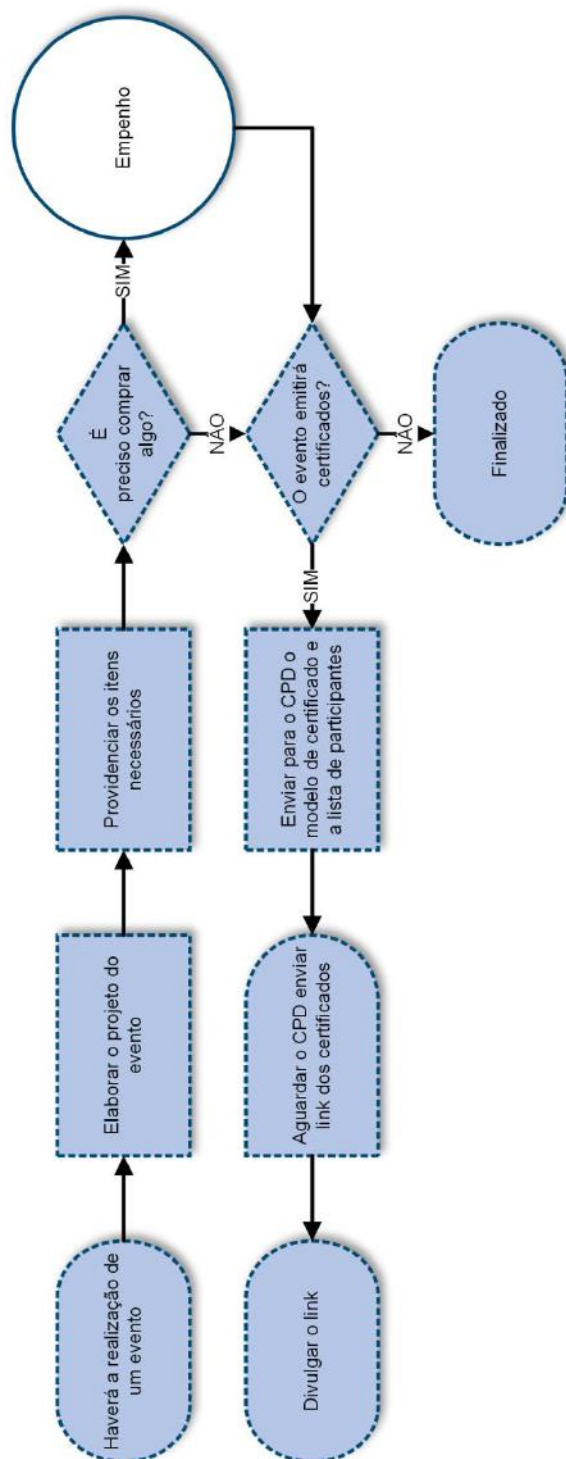 Haverá a realização de
um evento
Elaborar o projeto do
evento
Providenciar os itens
necessários
É
preciso comprar
algo?
SIM
Empenho
NÃO
O evento emitirá
certificados?
NÃO
Finalizado
SIM
Enviar para o CPD o
modelo de certificado e
a lista de participantes
Aguardar o CPD enviar
link dos certificados
Divulgar o link